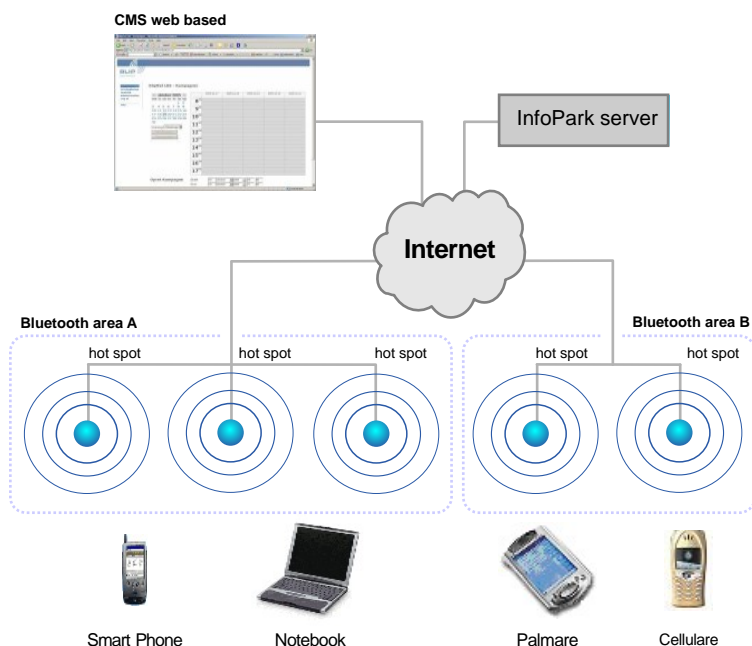 CMS web based
BLIP
InfoPark server
Internet
Bluetooth area A
Bluetooth area B
hot spot
hot spot
hot spot
hot spot
hot spot
Smart Phone
Notebook
Palmare
Cellulare